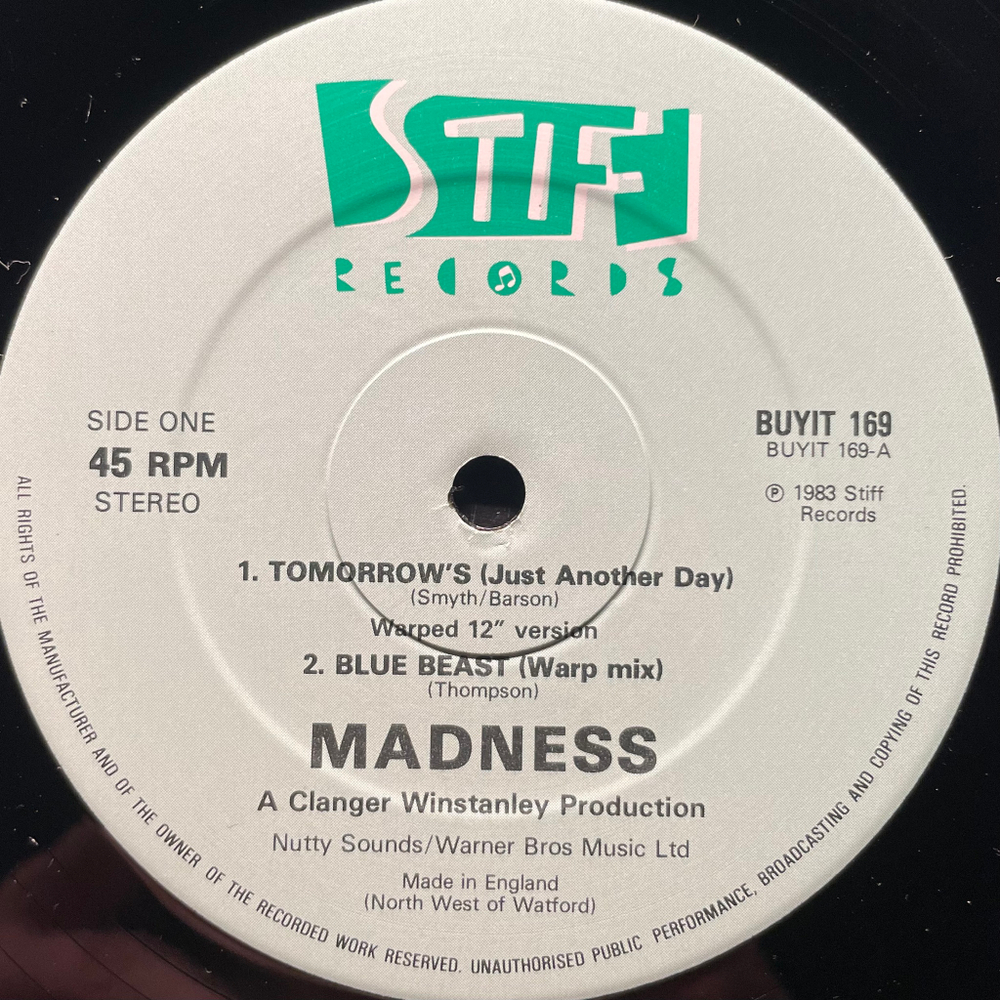 STIFF
RECORDS
SIDE ONE
45 RPM
STEREO
BUYIT 169
BUYIT 169-A
℗ 1983 Stiff
Records
1. TOMORROW'S (Just Another Day)
(Smyth/Barson)
Warped 12" version
2. BLUE BEAST (Warp mix)
(Thompson)
MADNESS
A Clanger Winstanley Production
Nutty Sounds/Warner Bros Music Ltd
Made in England
(North West of Watford)
ALL RIGHTS OF THE MANUFACTURER AND OF THE OWNER OF THE RECORDED WORK RESERVED. UNAUTHORISED PUBLIC PERFORMANCE, BROADCASTING AND COPYING OF THIS RECORD PROHIBITED.